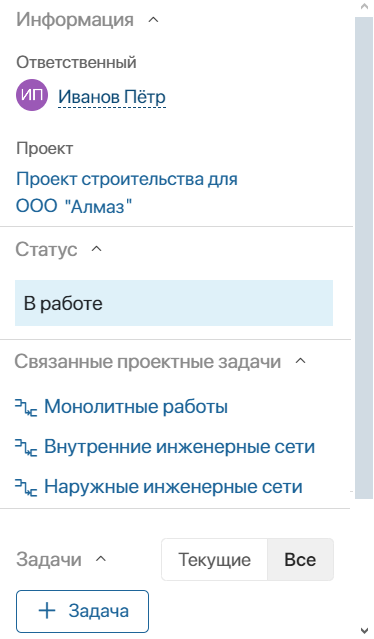 Информация
Ответственный
ИП Иванов Пётр
Проект
Проект строительства для
ООО "Алмаз"
Статус
В работе
Связанные проектные задачи
Монолитные работы
Внутренние инженерные сети
Наружные инженерные сети
Задачи Текущие Все
+ Задача